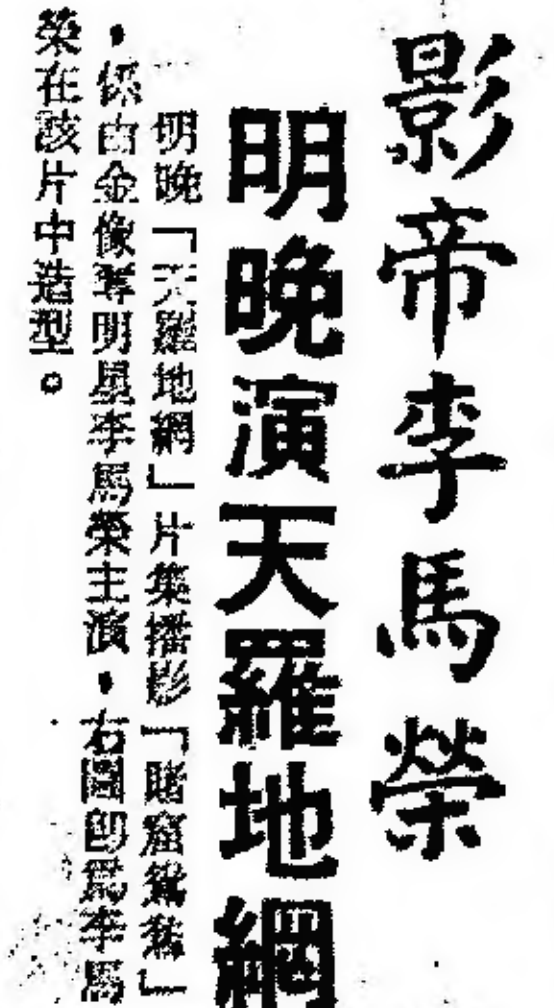 影帝李馬榮
明晚演天羅地網
明晚「天羅地網」片集播影「賭窟鴛鴦」
，係由金像奪明星李馬榮主演，右圖即為李馬
榮在該片中造型。